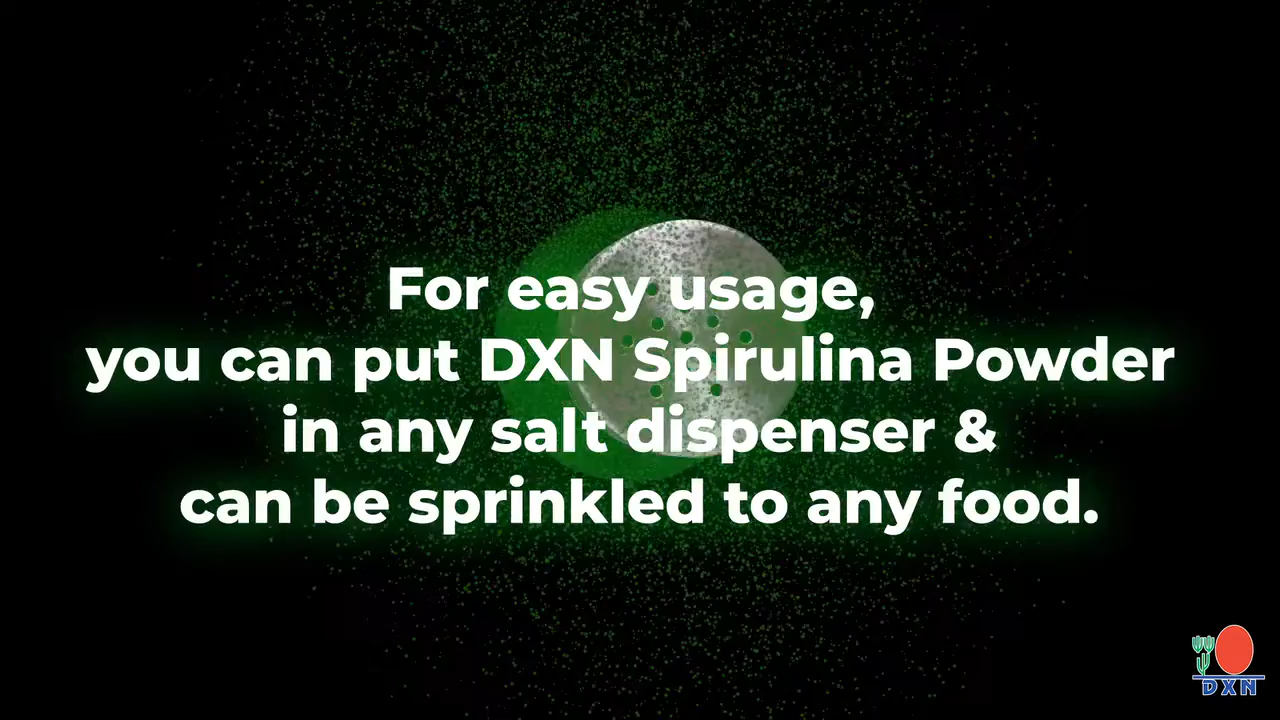 For easy usage,
you can put DXN Spirulina Powder
in any salt dispenser &
can be sprinkled to any food.
DXN